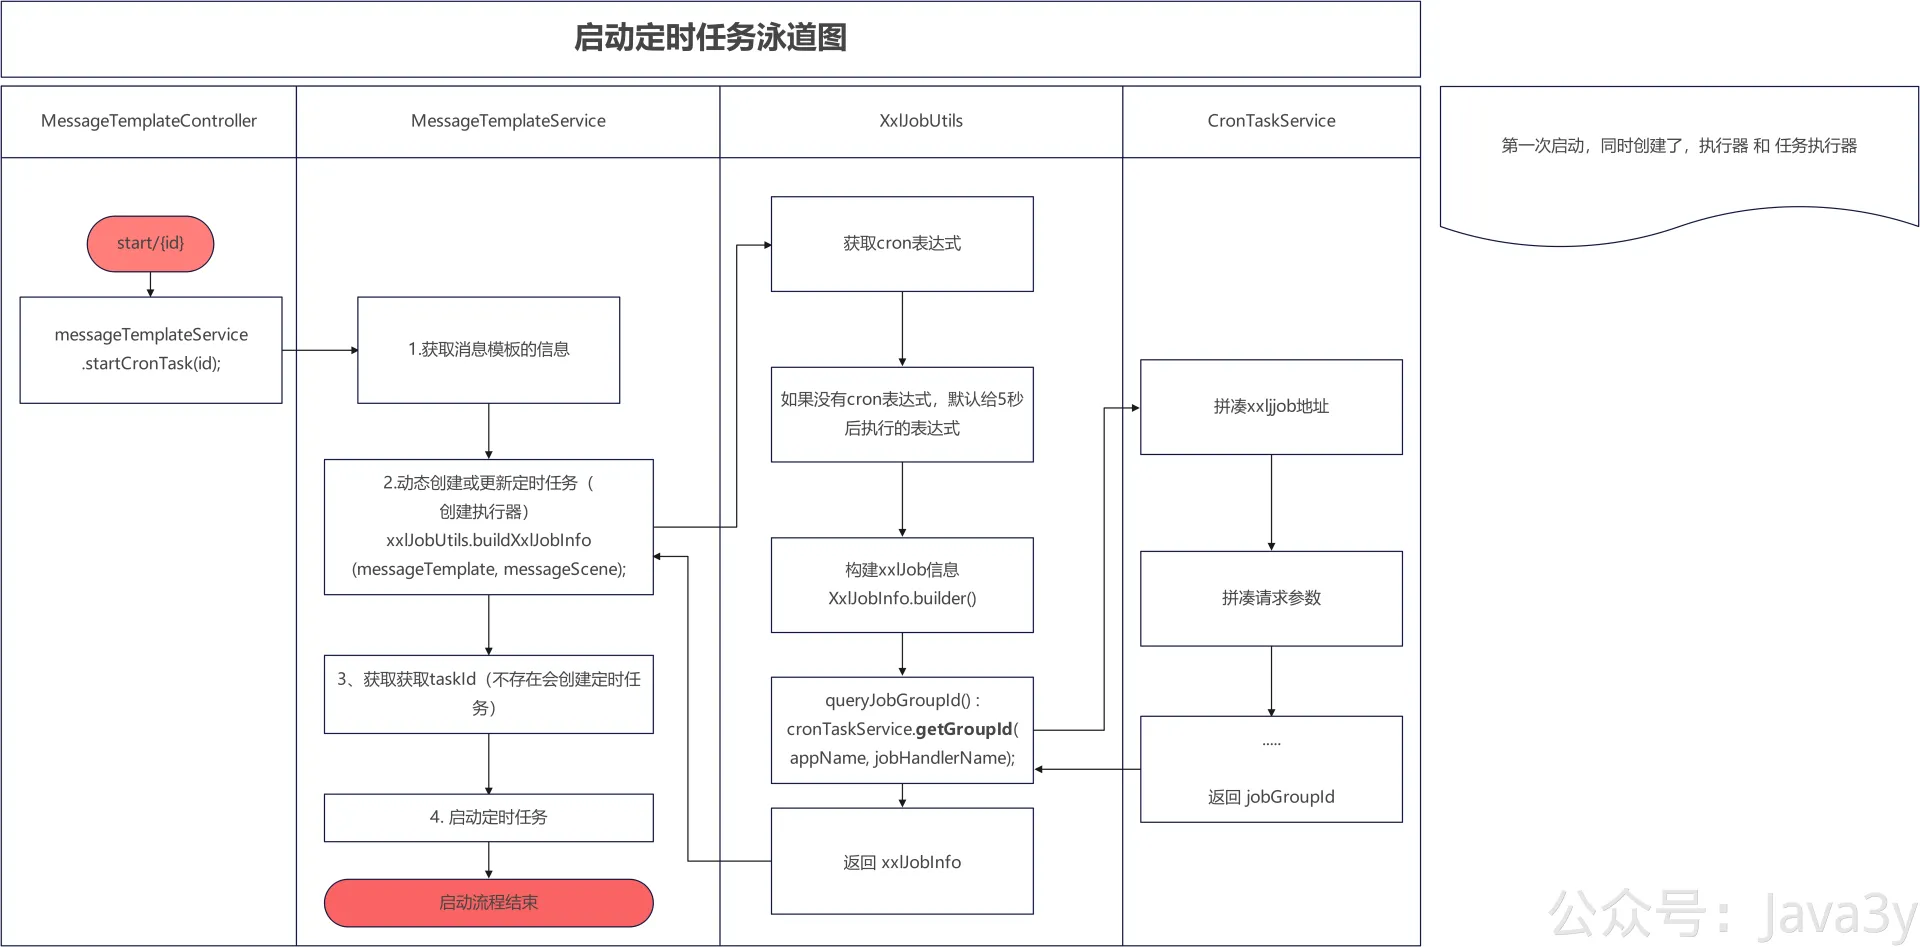 启动定时任务泳道图
MessageTemplateController
MessageTemplateService
XxlJobUtils
CronTaskService
第一次启动，同时创建了，执行器 和 任务执行器
start/{id}
messageTemplateService
.startCronTask(id);
1.获取消息模板的信息
2.动态创建或更新定时任务（
创建执行器）
xxlJobUtils.buildXxlJobInfo
(messageTemplate, messageScene);
3、获取获取taskId（不存在会创建定时任
务）
4. 启动定时任务
启动流程结束
获取cron表达式
如果没有cron表达式，默认给5秒
后执行的表达式
构建xxlJob信息
XxlJobInfo.builder()
queryJobGroupId() :
cronTaskService.getGroupId(
appName, jobHandlerName);
返回 xxlJobInfo
拼凑xxljjob地址
拼凑请求参数
.....
返回 jobGroupId
公众号：Java3y